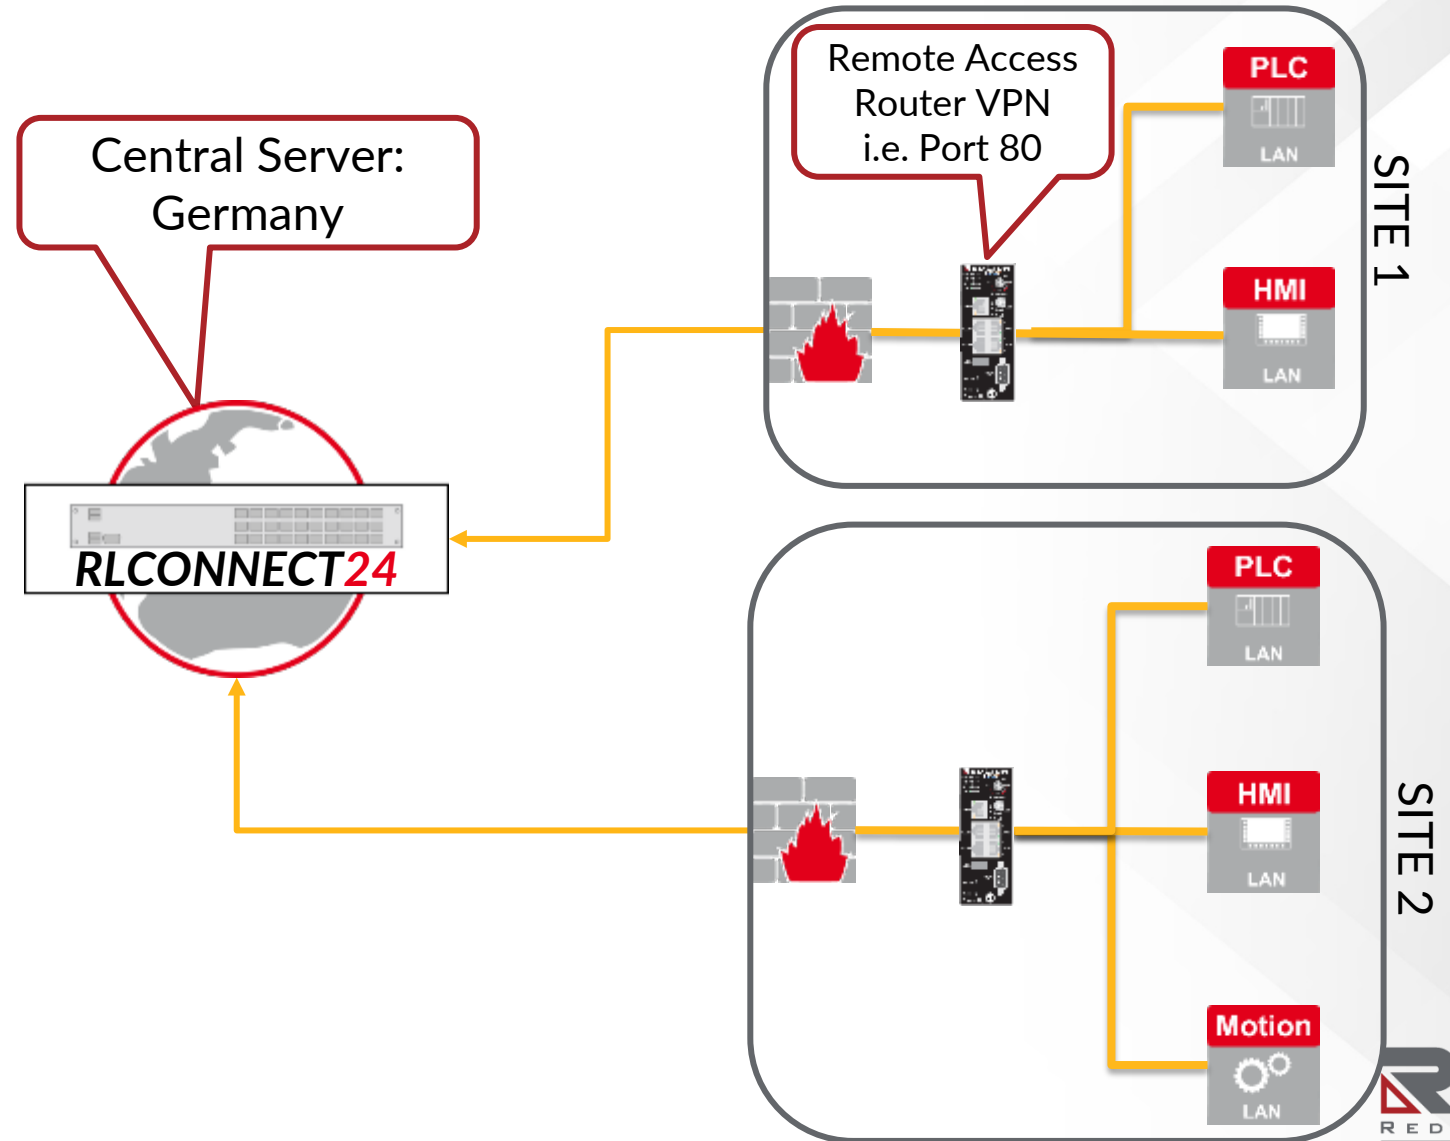 Central Server:
Germany
RLCONNECT24
Remote Access
Router VPN
i.e. Port 80
PLC
LAN
HMI
LAN
SITE 1
PLC
LAN
HMI
LAN
Motion
LAN
SITE 2
RED